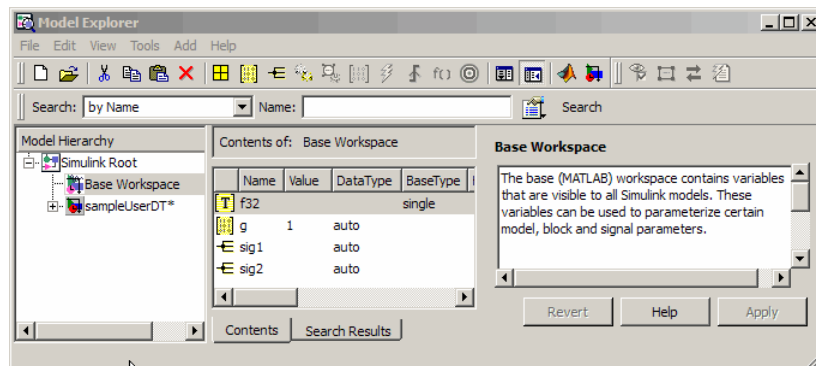 Model Explorer
File Edit View Tools Add Help
f()
Search: by Name Name: Search
Model Hierarchy
Simulink Root
Base Workspace
sampleUserDT*
Contents of: Base Workspace
Name Value DataType BaseType
T f32 single
g 1 auto
sig1 auto
sig2 auto
Contents Search Results
Base Workspace
The base (MATLAB) workspace contains variables
that are visible to all Simulink models. These
variables can be used to parameterize certain
model, block and signal parameters.
Revert Help Apply